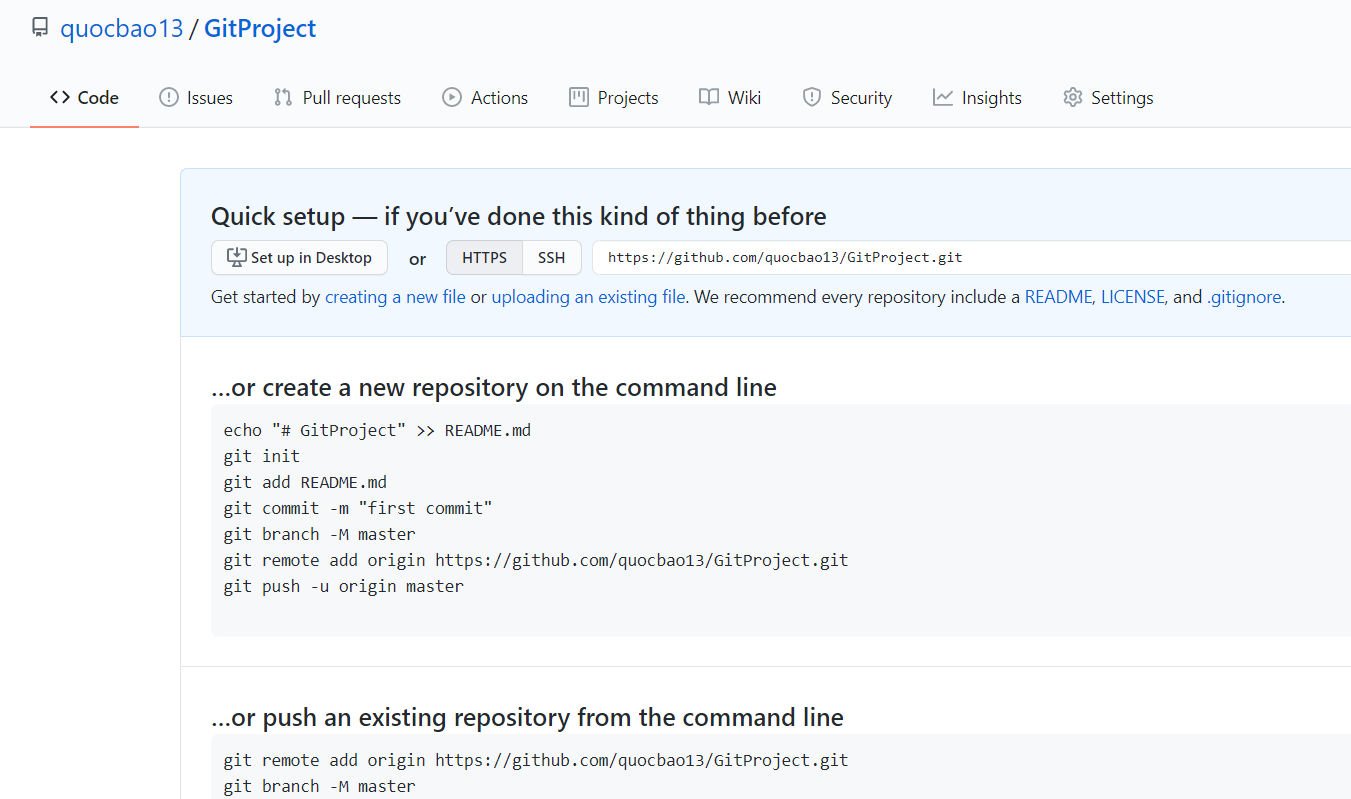 quocbao13 / GitProject
Code Issues Pull requests Actions Projects Wiki Security Insights Settings
Quick setup — if you’ve done this kind of thing before
Set up in Desktop or HTTPS SSH https://github.com/quocbao13/GitProject.git
Get started by creating a new file or uploading an existing file. We recommend every repository include a README, LICENSE, and .gitignore.
…or create a new repository on the command line
echo "# GitProject" >> README.md
git init
git add README.md
git commit -m "first commit"
git branch -M master
git remote add origin https://github.com/quocbao13/GitProject.git
git push -u origin master
…or push an existing repository from the command line
git remote add origin https://github.com/quocbao13/GitProject.git
git branch -M master